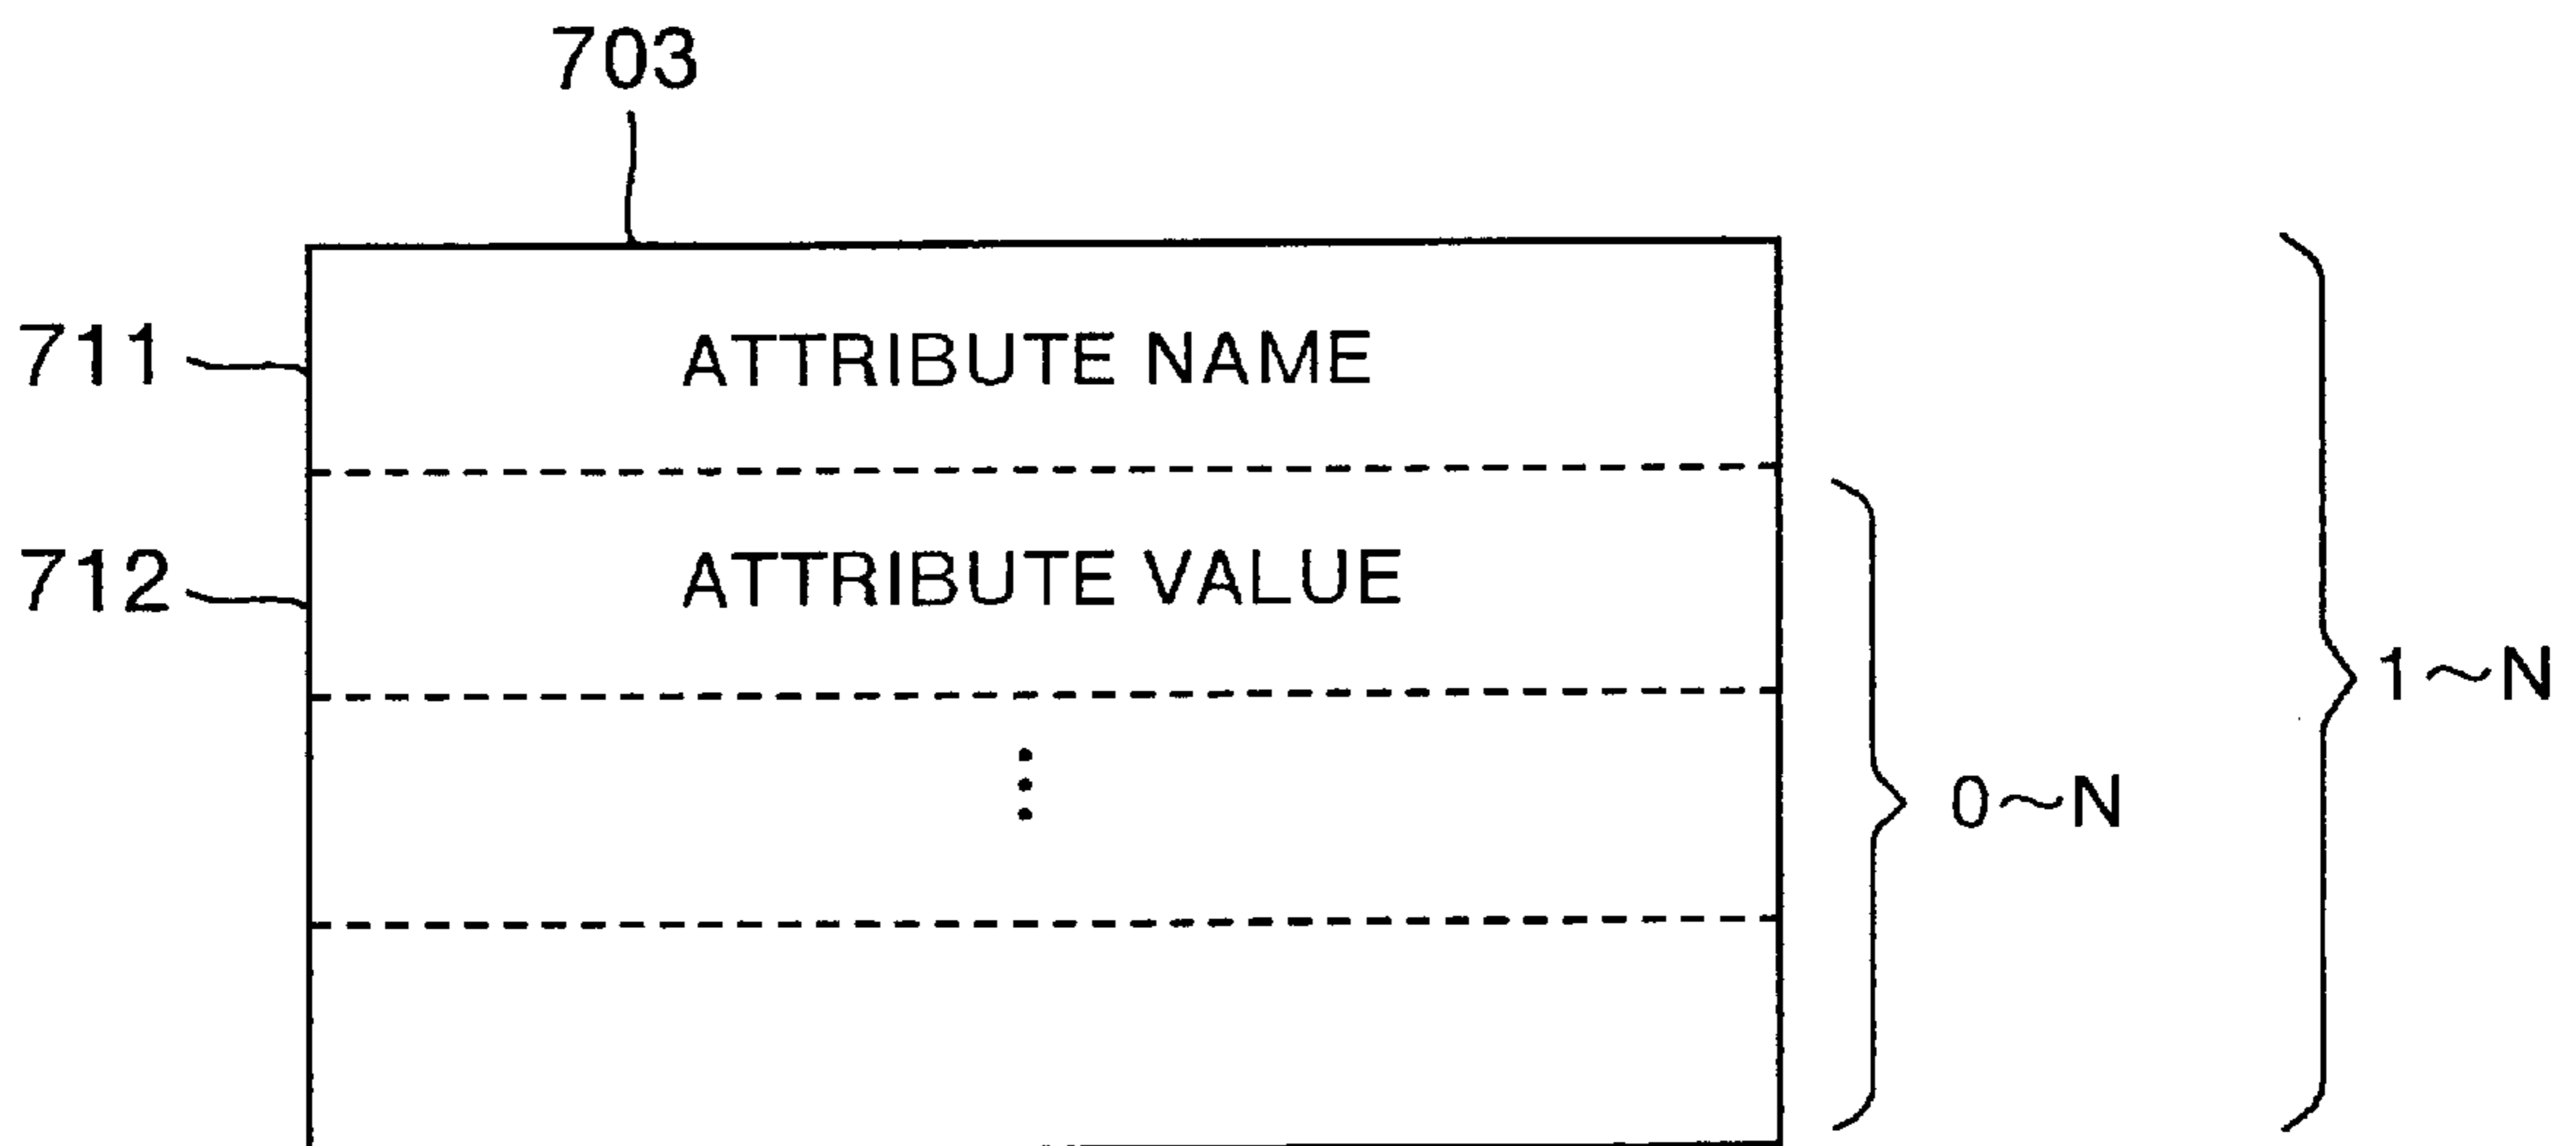 703
711 ATTRIBUTE NAME
712 ATTRIBUTE VALUE
1~N
0~N